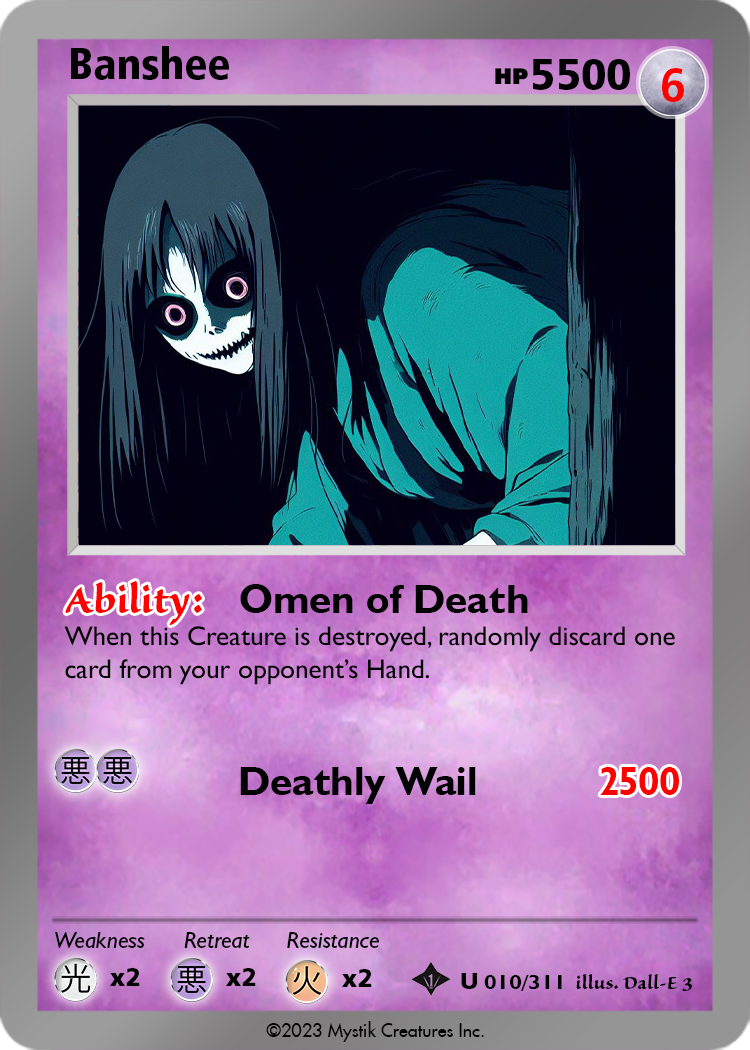 Banshee HP5500 6
Ability: Omen of Death
When this Creature is destroyed, randomly discard one
card from your opponent's Hand.
悪悪 Deathly Wail 2500
Weakness Retreat Resistance
光 x2 悪 x2 火 x2 1 U 010/311 illus. Dall-E 3
©2023 Mystik Creatures Inc.